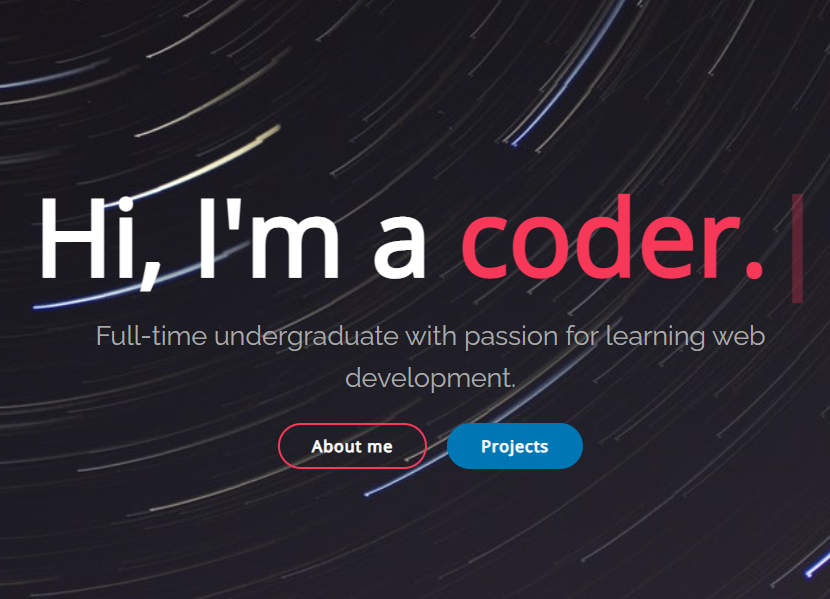 Hi, I'm a coder.
Full-time undergraduate with passion for learning web
development.
About me
Projects